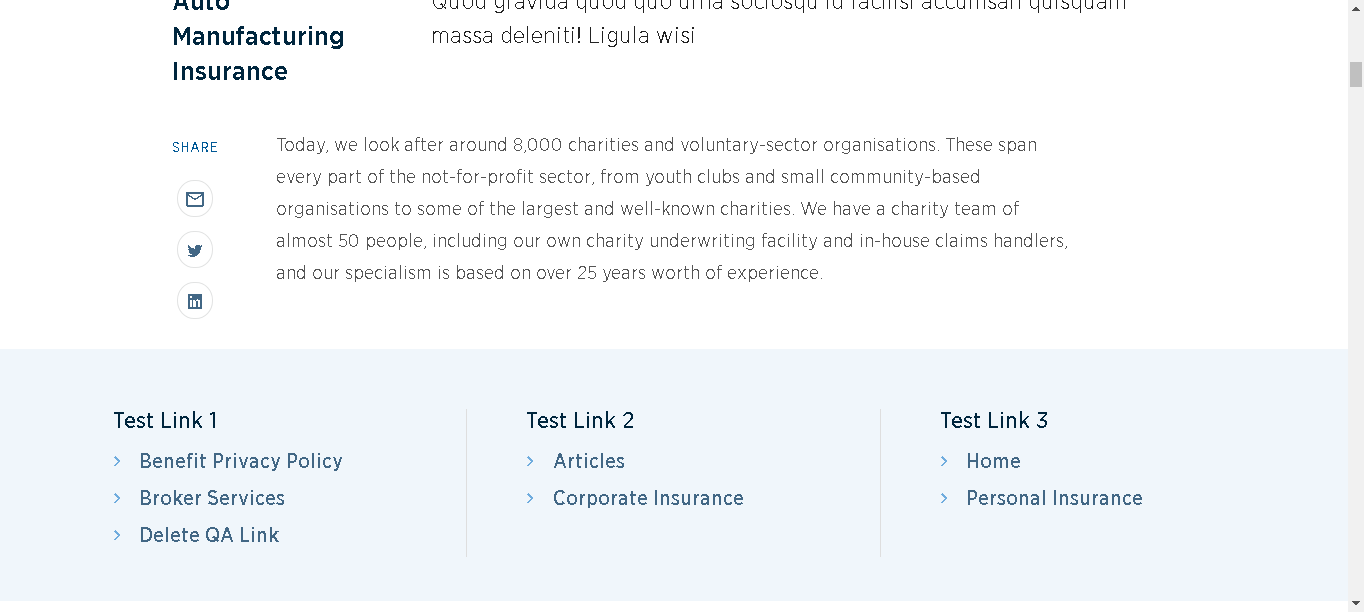 Auto
Manufacturing
Insurance
Quod gravida quod quo urna sociosqu id facilisi accumsan quisquam
massa deleniti! Ligula wisi
SHARE
Today, we look after around 8,000 charities and voluntary-sector organisations. These span
every part of the not-for-profit sector, from youth clubs and small community-based
organisations to some of the largest and well-known charities. We have a charity team of
almost 50 people, including our own charity underwriting facility and in-house claims handlers,
and our specialism is based on over 25 years worth of experience.
Test Link 1
Benefit Privacy Policy
Broker Services
Delete QA Link
Test Link 2
Articles
Corporate Insurance
Test Link 3
Home
Personal Insurance